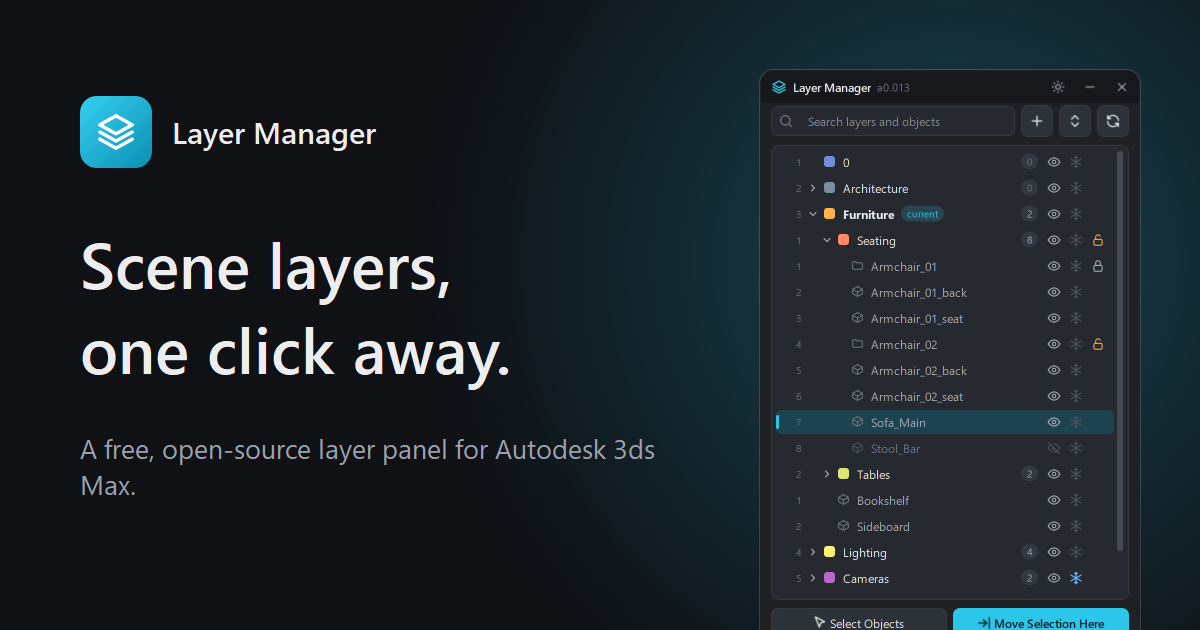 Layer Manager
Scene layers,
one click away.
A free, open-source layer panel for Autodesk 3ds
Max.
Layer Manager a0.013
Search layers and objects
1 0 0
2 Architecture 0
3 Furniture current 2
1 Seating 8
1 Armchair_01
2 Armchair_01_back
3 Armchair_01_seat
4 Armchair_02
5 Armchair_02_back
6 Armchair_02_seat
7 Sofa_Main
8 Stool_Bar
2 Tables 2
1 Bookshelf
2 Sideboard
4 Lighting 4
5 Cameras 2
Select Objects
Move Selection Here